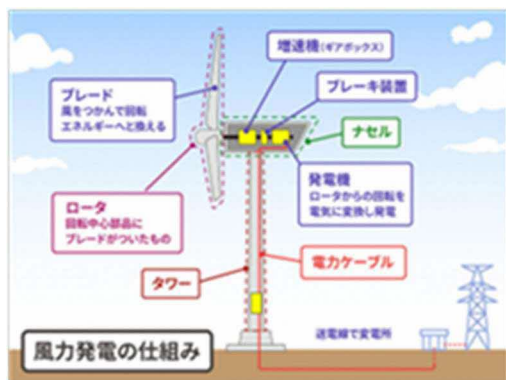 増速機(ギアボックス)
ブレード
風をつかんで回転
エネルギーへと換える
ブレーキ装置
ナセル
発電機
ロータからの回転を
電気に変換し発電
ロータ
回転中心部品に
ブレードがついたもの
タワー
電力ケーブル
送電線で変電所
風力発電の仕組み